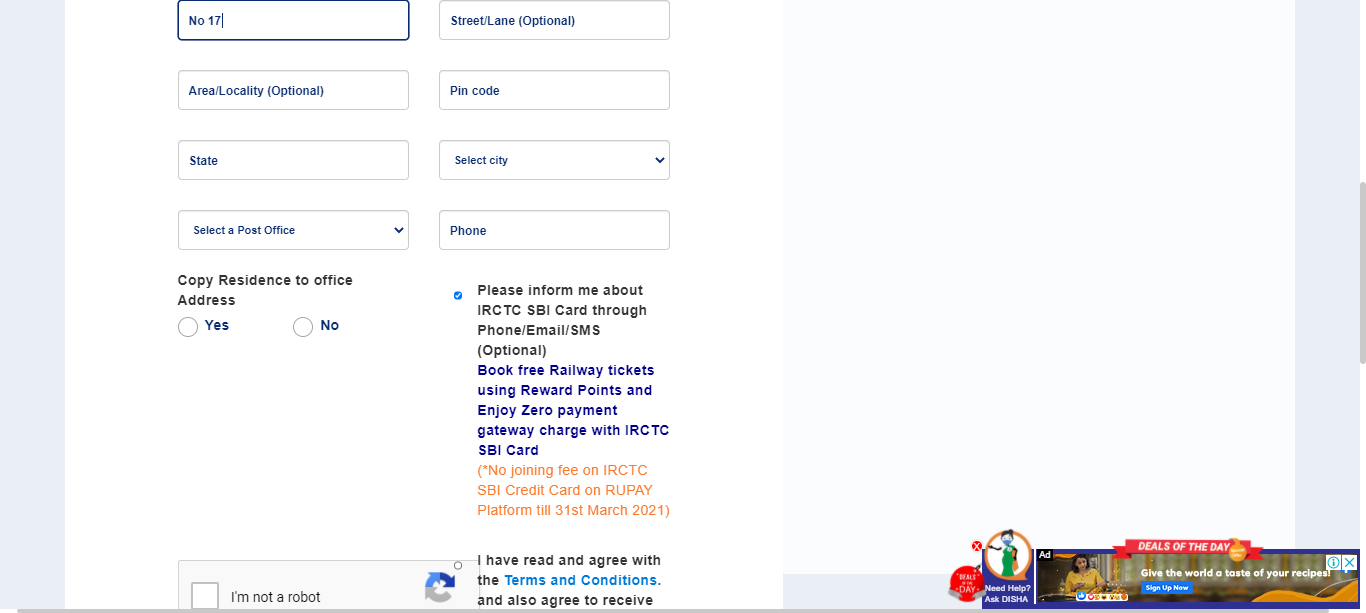 No 17
Street/Lane (Optional)
Area/Locality (Optional)
Pin code
State
Select city
Select a Post Office
Phone
Copy Residence to office
Address
Yes
No
Please inform me about
IRCTC SBI Card through
Phone/Email/SMS
(Optional)
Book free Railway tickets
using Reward Points and
Enjoy Zero payment
gateway charge with IRCTC
SBI Card
(*No joining fee on IRCTC
SBI Credit Card on RUPAY
Platform till 31st March 2021)
I'm not a robot
I have read and agree with
the Terms and Conditions.
and also agree to receive
DEALS
OF THE
DAY
Need Help?
Ask DISHA
Ad
DEALS OF THE DAY
Give the world a taste of your recipes!
Sign Up Now